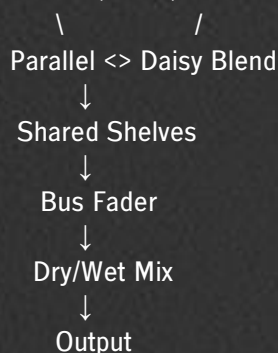 \ /
Parallel <> Daisy Blend
↓
Shared Shelves
↓
Bus Fader
↓
Dry/Wet Mix
↓
Output